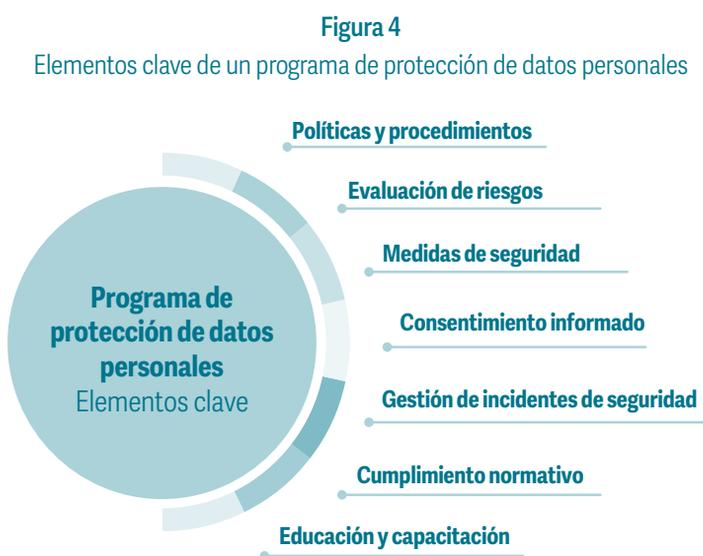 Figura 4
Elementos clave de un programa de protección de datos personales
Políticas y procedimientos
Evaluación de riesgos
Medidas de seguridad
Consentimiento informado
Gestión de incidentes de seguridad
Cumplimiento normativo
Educación y capacitación
Programa de
protección de datos
personales
Elementos clave